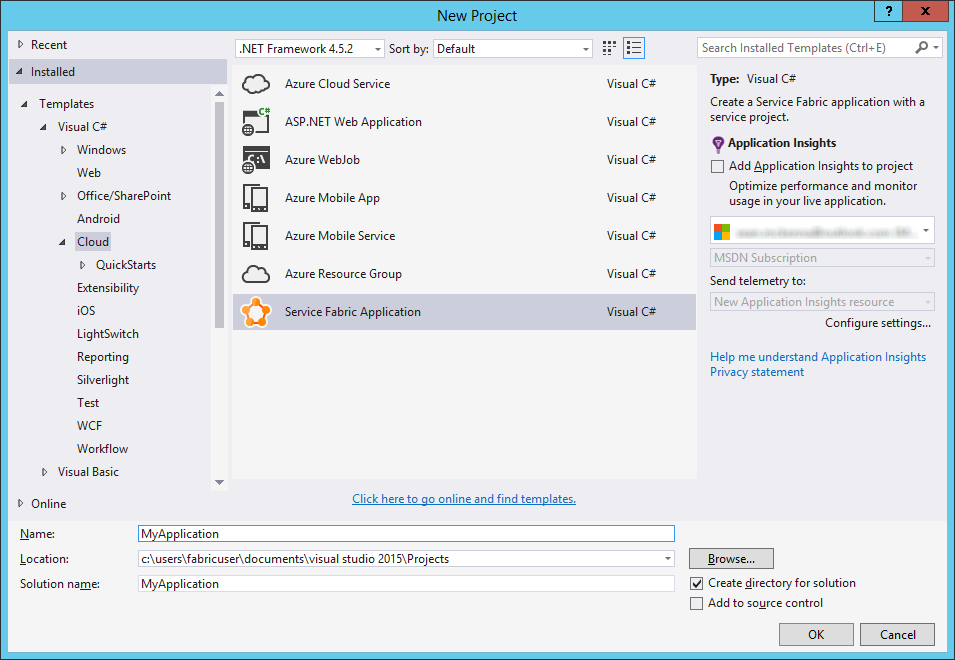 New Project
?
x
Recent
Installed
Templates
Visual C#
Windows
Web
Office/SharePoint
Android
Cloud
QuickStarts
Extensibility
iOS
LightSwitch
Reporting
Silverlight
Test
WCF
Workflow
Visual Basic
Online
.NET Framework 4.5.2
Sort by:
Default
Azure Cloud Service Visual C#
C#
ASP.NET Web Application Visual C#
C:\
Azure WebJob Visual C#
Azure Mobile App Visual C#
Azure Mobile Service Visual C#
Azure Resource Group Visual C#
Service Fabric Application Visual C#
Click here to go online and find templates.
Search Installed Templates (Ctrl+E)
Type: Visual C#
Create a Service Fabric application with a
service project.
Application Insights
Add Application Insights to project
Optimize performance and monitor
usage in your live application.
MSDN Subscription
Send telemetry to:
New Application Insights resource
Configure settings...
Help me understand Application Insights
Privacy statement
Name: MyApplication
Location: c:\users\fabricuser\documents\visual studio 2015\Projects
Browse...
Solution name: MyApplication
Create directory for solution
Add to source control
OK
Cancel